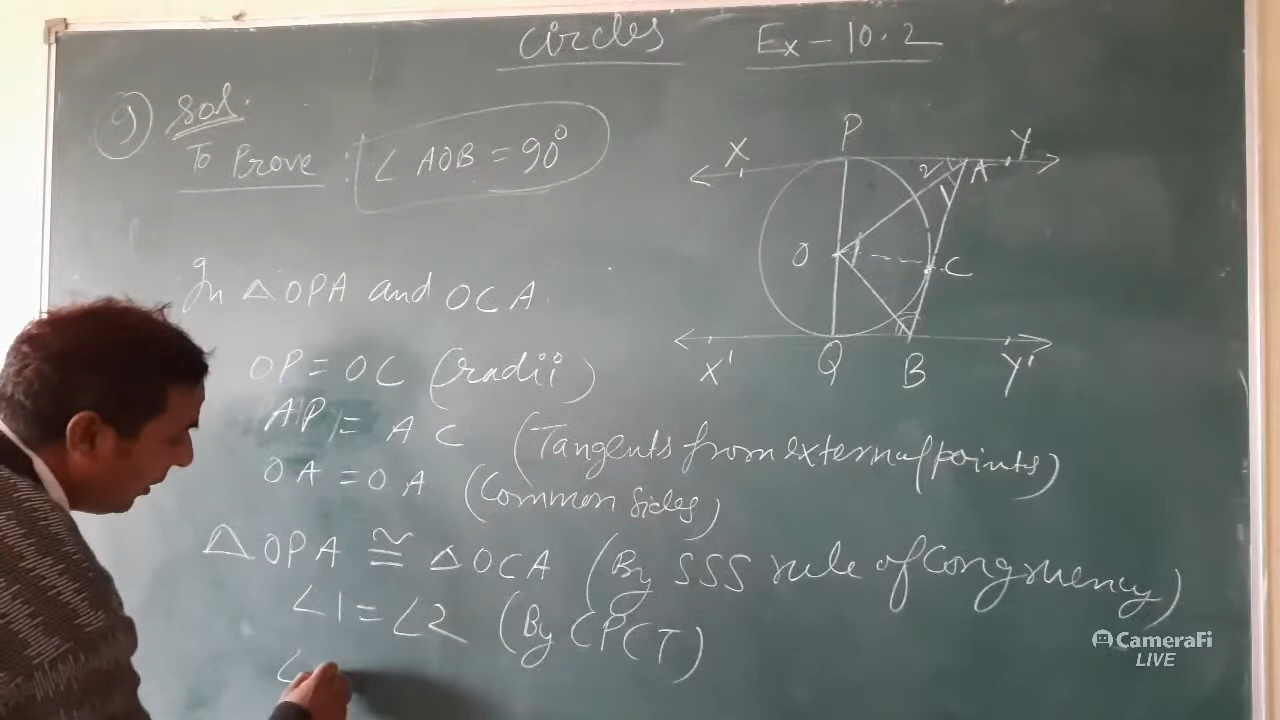 Circles Ex-10.2
9) Sol.
To Prove : ∠AOB = 90°
In △OPA and OCA.
OP = OC (radii)
AP = AC (Tangents from external points)
OA = OA (Common sides)
△OPA ≅ △OCA (By SSS rule of congruency)
∠1 = ∠2 (By CPCT)
∠
P
X Y
2 1 A
O C
X' Q B Y'
CameraFi
LIVE